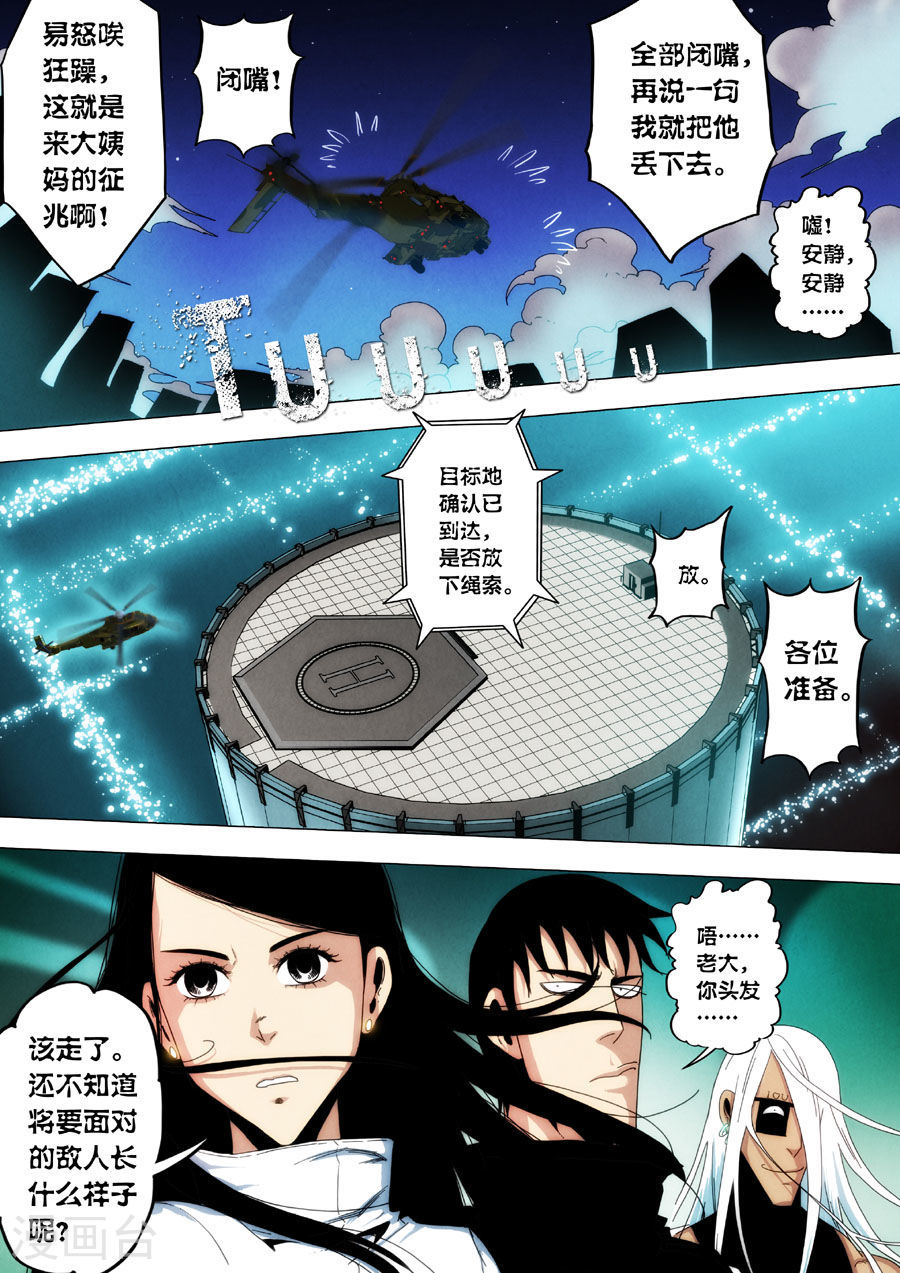 易怒唉
狂躁，
这就是
来大姨
妈的征
兆啊！
闭嘴！
全部闭嘴，
再说一句
我就把他
丢下去。
嘘！
安静，
安静
……
TUUUUUU
目标地
确认已
到达，
是否放
下绳索。
放。
各位
准备。
H
唔……
老大，
你头发
……
该走了。
还不知道
将要面对
的敌人长
什么样子
呢？
漫画台